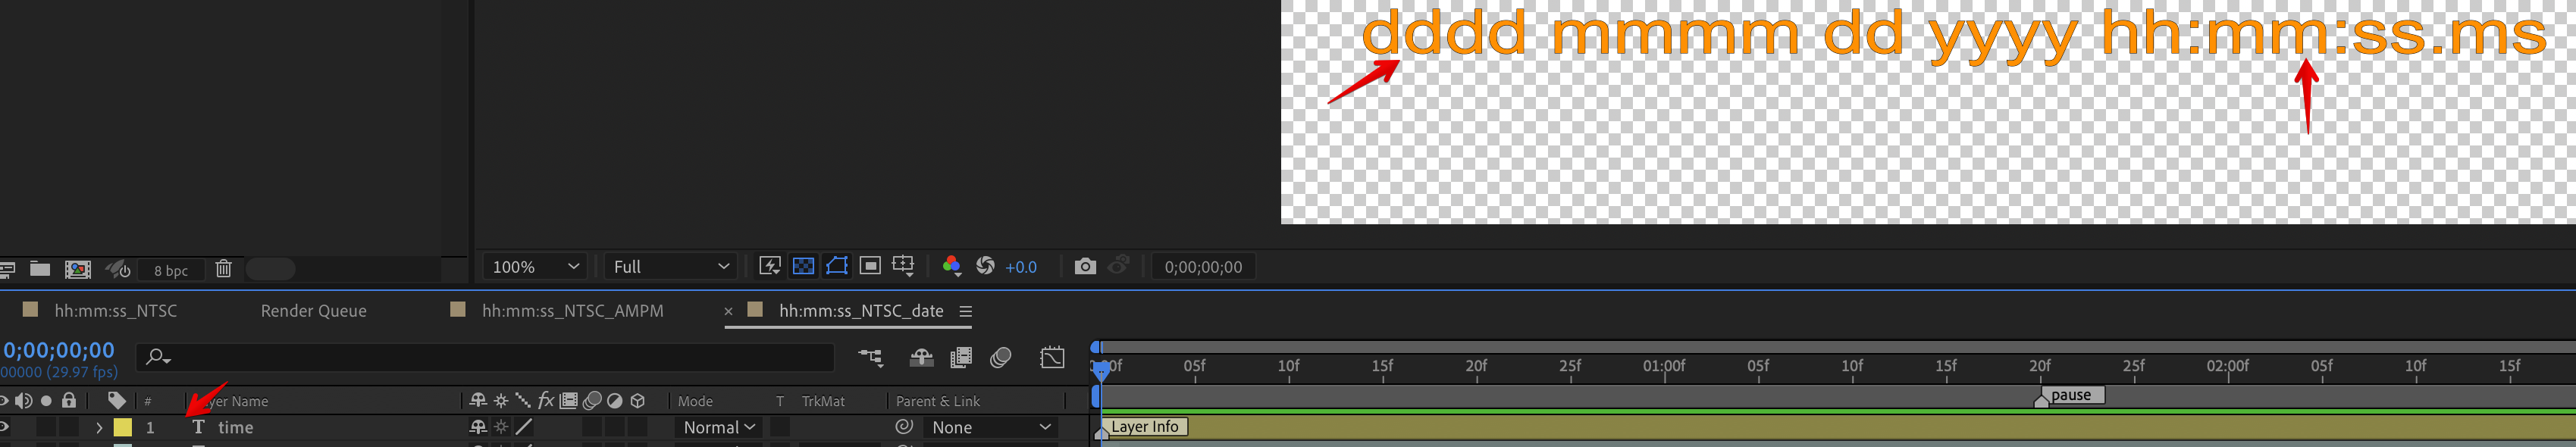 dddd mmmm dd yyyy hh:mm:ss.ms
8 bpc
100% Full +0.0 0;00;00;00
hh:mm:ss_NTSC Render Queue hh:mm:ss_NTSC_AMPM × hh:mm:ss_NTSC_date
0;00;00;00
00000 (29.97 fps)
:00f 05f 10f 15f 20f 25f 01:00f 05f 10f 15f 20f 25f 02:00f 05f 10f 15f
pause
# Layer Name fx Mode T TrkMat Parent & Link
1 T time Normal None Layer Info